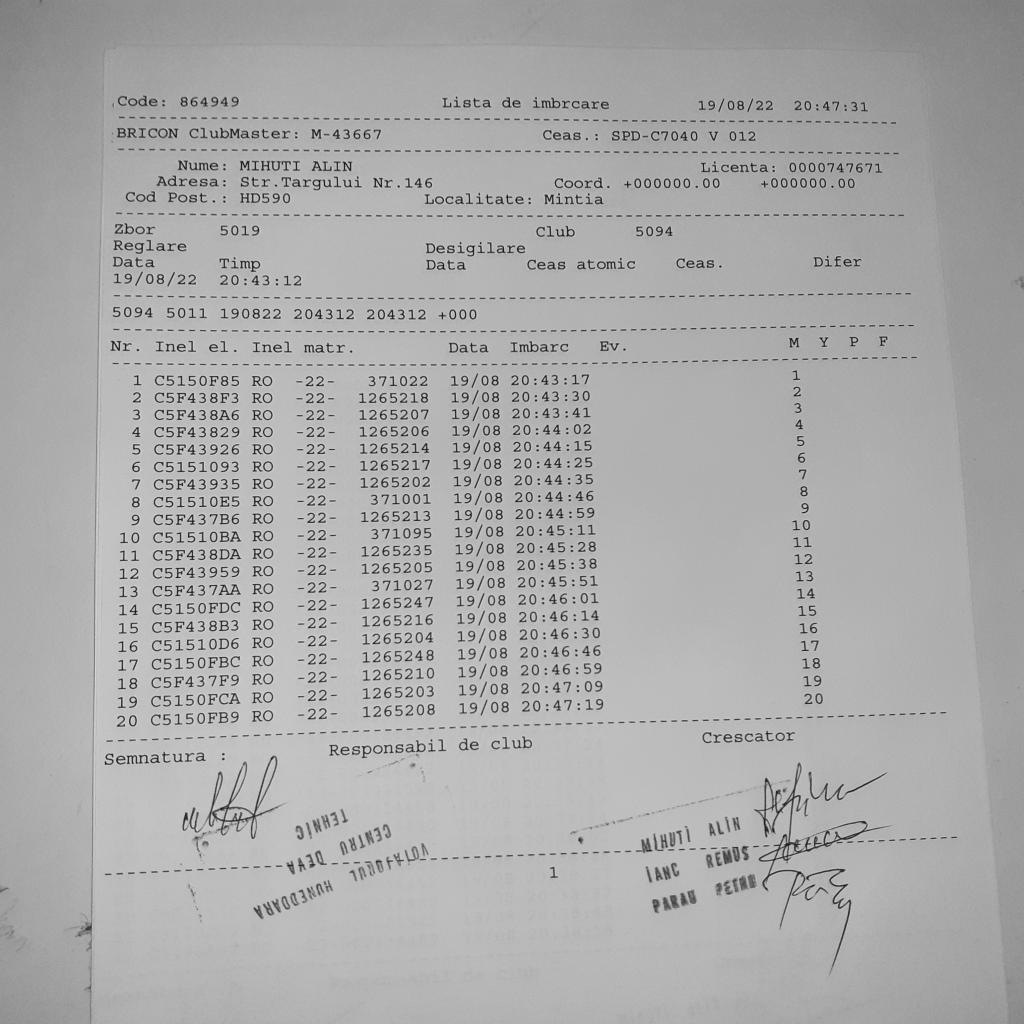 Code: 864949 Lista de imbrcare 19/08/22 20:47:31
BRICON ClubMaster: M-43667 Ceas.: SPD-C7040 V 012
Nume: MIHUTI ALIN Licenta: 0000747671
Adresa: Str.Targului Nr.146 Coord. +000000.00 +000000.00
Cod Post.: HD590 Localitate: Mintia
Zbor 5019 Club 5094
Reglare Desigilare
Data Timp Data Ceas atomic Ceas. Difer
19/08/22 20:43:12
5094 5011 190822 204312 204312 +000
Nr. Inel el. Inel matr. Data Imbarc Ev. M Y P F
1 C5150F85 RO -22- 371022 19/08 20:43:17 1
2 C5F438F3 RO -22- 1265218 19/08 20:43:30 2
3 C5F438A6 RO -22- 1265207 19/08 20:43:41 3
4 C5F43829 RO -22- 1265206 19/08 20:44:02 4
5 C5F43926 RO -22- 1265214 19/08 20:44:15 5
6 C5151093 RO -22- 1265217 19/08 20:44:25 6
7 C5F43935 RO -22- 1265202 19/08 20:44:35 7
8 C51510E5 RO -22- 371001 19/08 20:44:46 8
9 C5F437B6 RO -22- 1265213 19/08 20:44:59 9
10 C51510BA RO -22- 371095 19/08 20:45:11 10
11 C5F438DA RO -22- 1265235 19/08 20:45:28 11
12 C5F43959 RO -22- 1265205 19/08 20:45:38 12
13 C5F437AA RO -22- 371027 19/08 20:45:51 13
14 C5150FDC RO -22- 1265247 19/08 20:46:01 14
15 C5F438B3 RO -22- 1265216 19/08 20:46:14 15
16 C51510D6 RO -22- 1265204 19/08 20:46:30 16
17 C5150FBC RO -22- 1265248 19/08 20:46:46 17
18 C5F437F9 RO -22- 1265210 19/08 20:46:59 18
19 C5150FCA RO -22- 1265203 19/08 20:47:09 19
20 C5150FB9 RO -22- 1265208 19/08 20:47:19 20
Semnatura : Responsabil de club Crescator
VOIAJORUL HUNEDOARA
CENTRU DEVA
TEHNIC
MIHUTI ALIN
IANC REMUS
PARAU PETRU
1